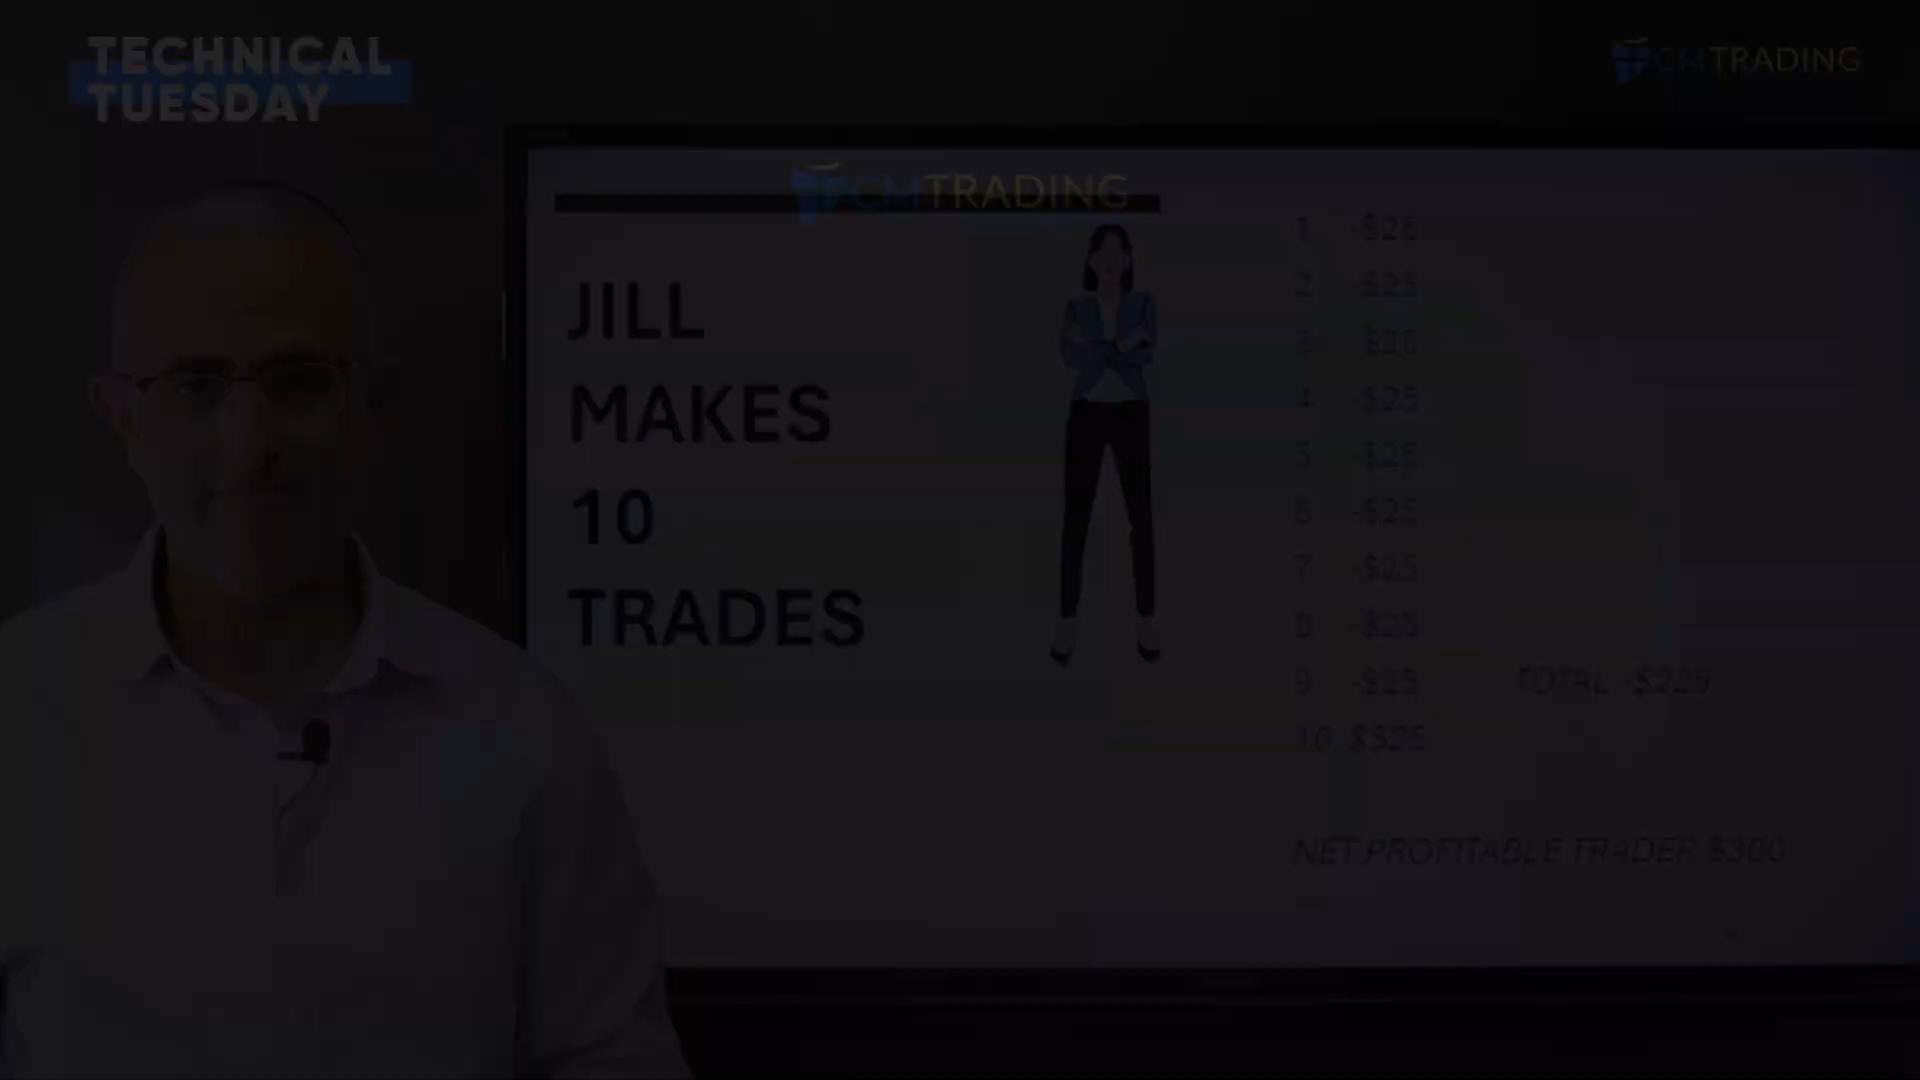 TECHNICAL
TUESDAY
CMTRADING
CMTRADING
JILL
MAKES
10
TRADES
1 -$25
2 -$25
3 -$25
4 -$25
5 -$25
6 -$25
7 -$25
8 -$25
9 -$25 TOTAL -$225
10 $525
NET PROFITABLE TRADER $300